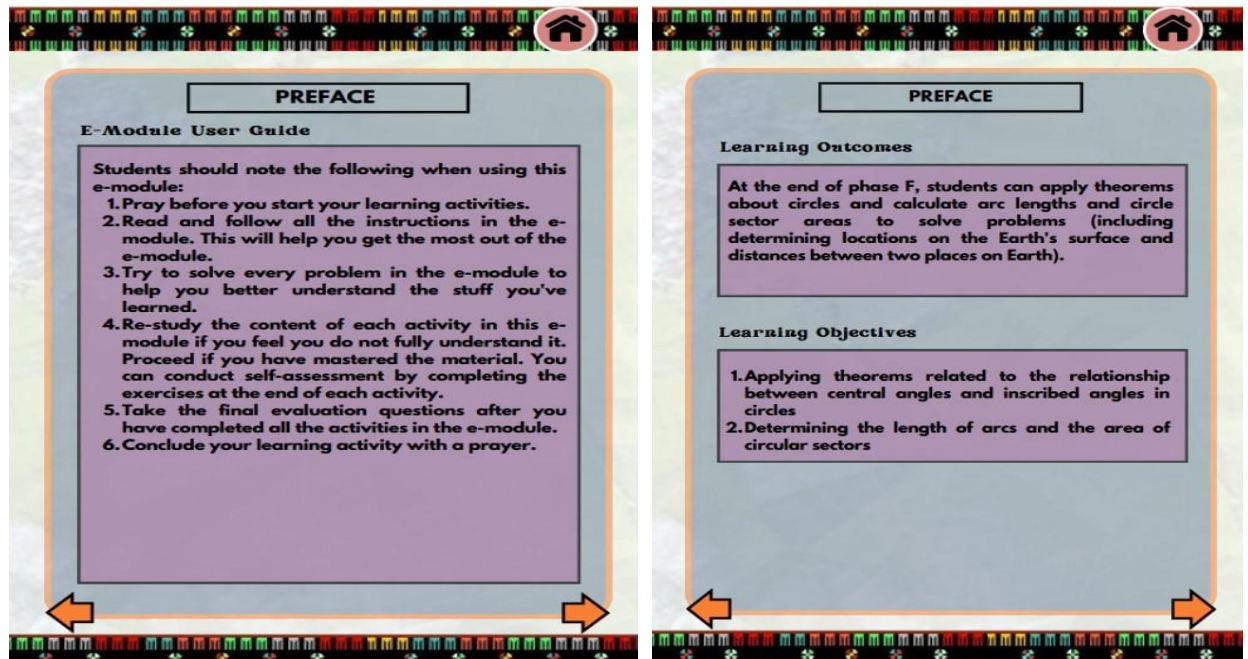 PREFACE
E-Module User Guide
Students should note the following when using this
e-module:
1.Pray before you start your learning activities.
2.Read and follow all the instructions in the e-
module. This will help you get the most out of the
e-module.
3.Try to solve every problem in the e-module to
help you better understand the stuff you've
learned.
4.Re-study the content of each activity in this e-
module if you feel you do not fully understand it.
Proceed if you have mastered the material. You
can conduct self-assessment by completing the
exercises at the end of each activity.
5.Take the final evaluation questions after you
have completed all the activities in the e-module.
6.Conclude your learning activity with a prayer.
PREFACE
Learning Outcomes
At the end of phase F, students can apply theorems
about circles and calculate arc lengths and circle
sector areas to solve problems (including
determining locations on the Earth's surface and
distances between two places on Earth).
Learning Objectives
1.Applying theorems related to the relationship
between central angles and inscribed angles in
circles
2.Determining the length of arcs and the area of
circular sectors